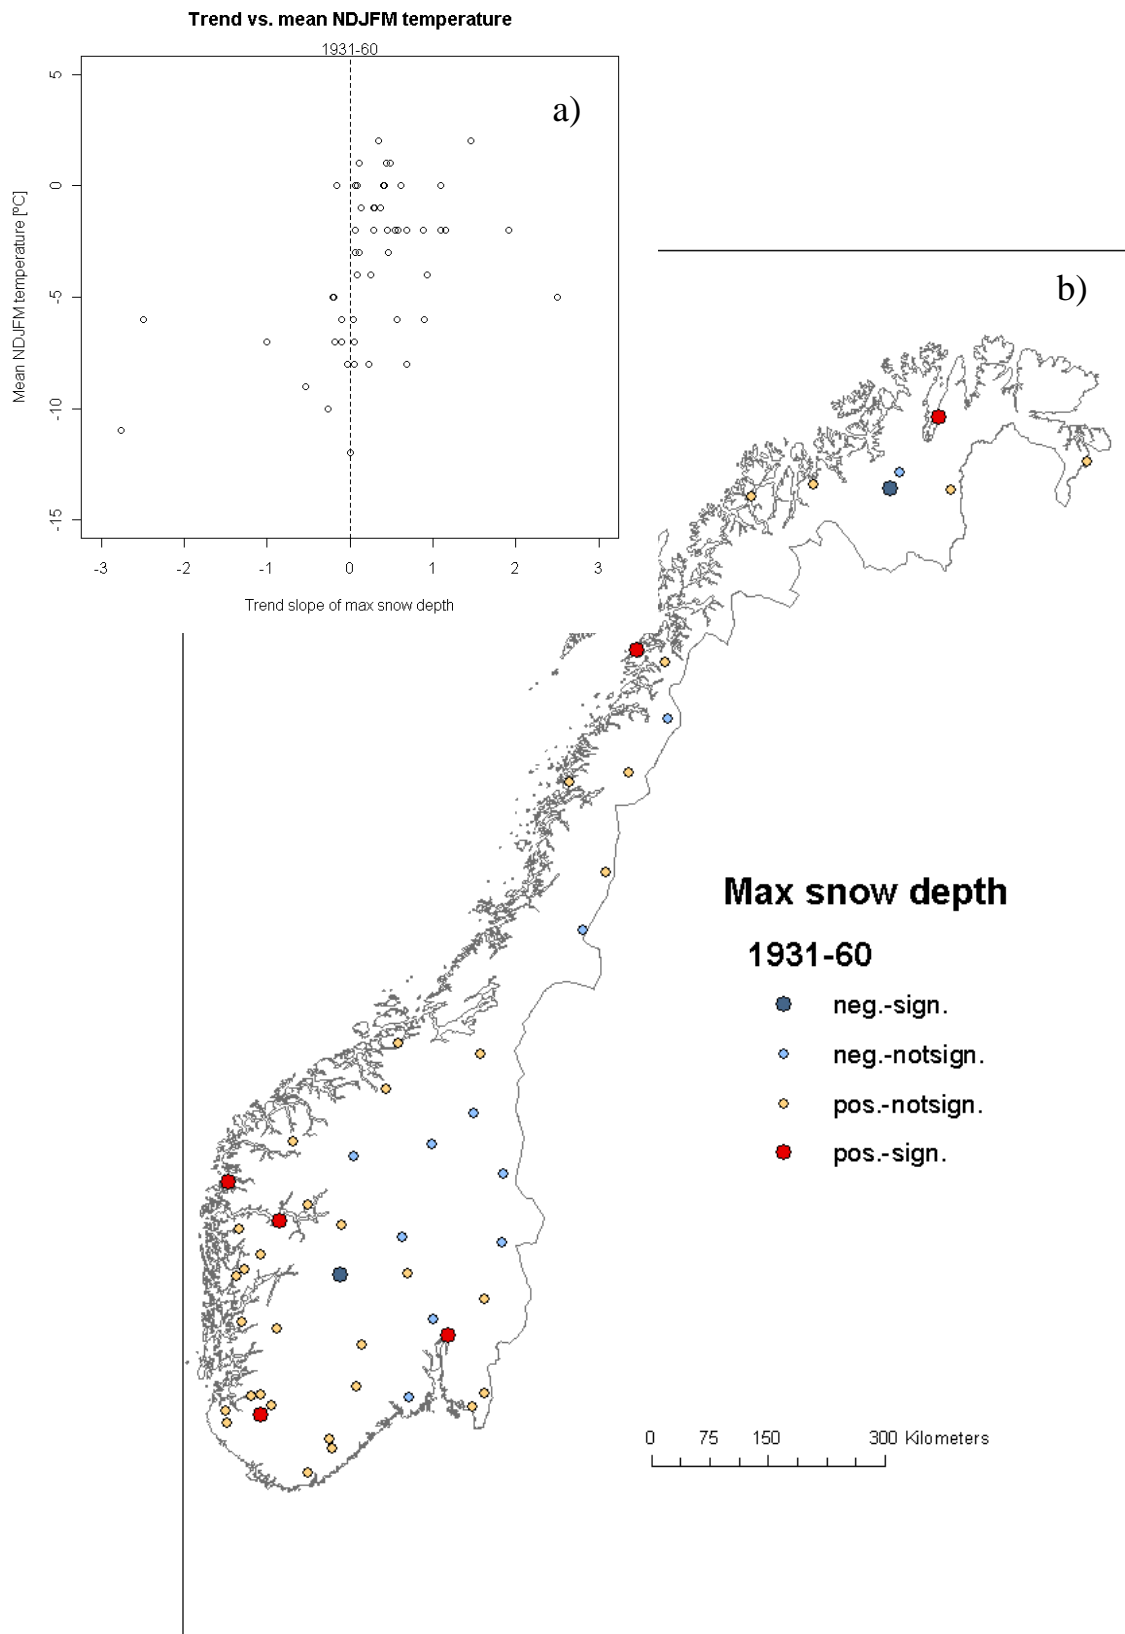 Trend vs. mean NDJFM temperature
1931-60
a)
5
0
-5
-10
-15
Mean NDJFM temperature [ºC]
-3 -2 -1 0 1 2 3
Trend slope of max snow depth
b)
Max snow depth
1931-60
neg.-sign.
neg.-notsign.
pos.-notsign.
pos.-sign.
0 75 150 300 Kilometers